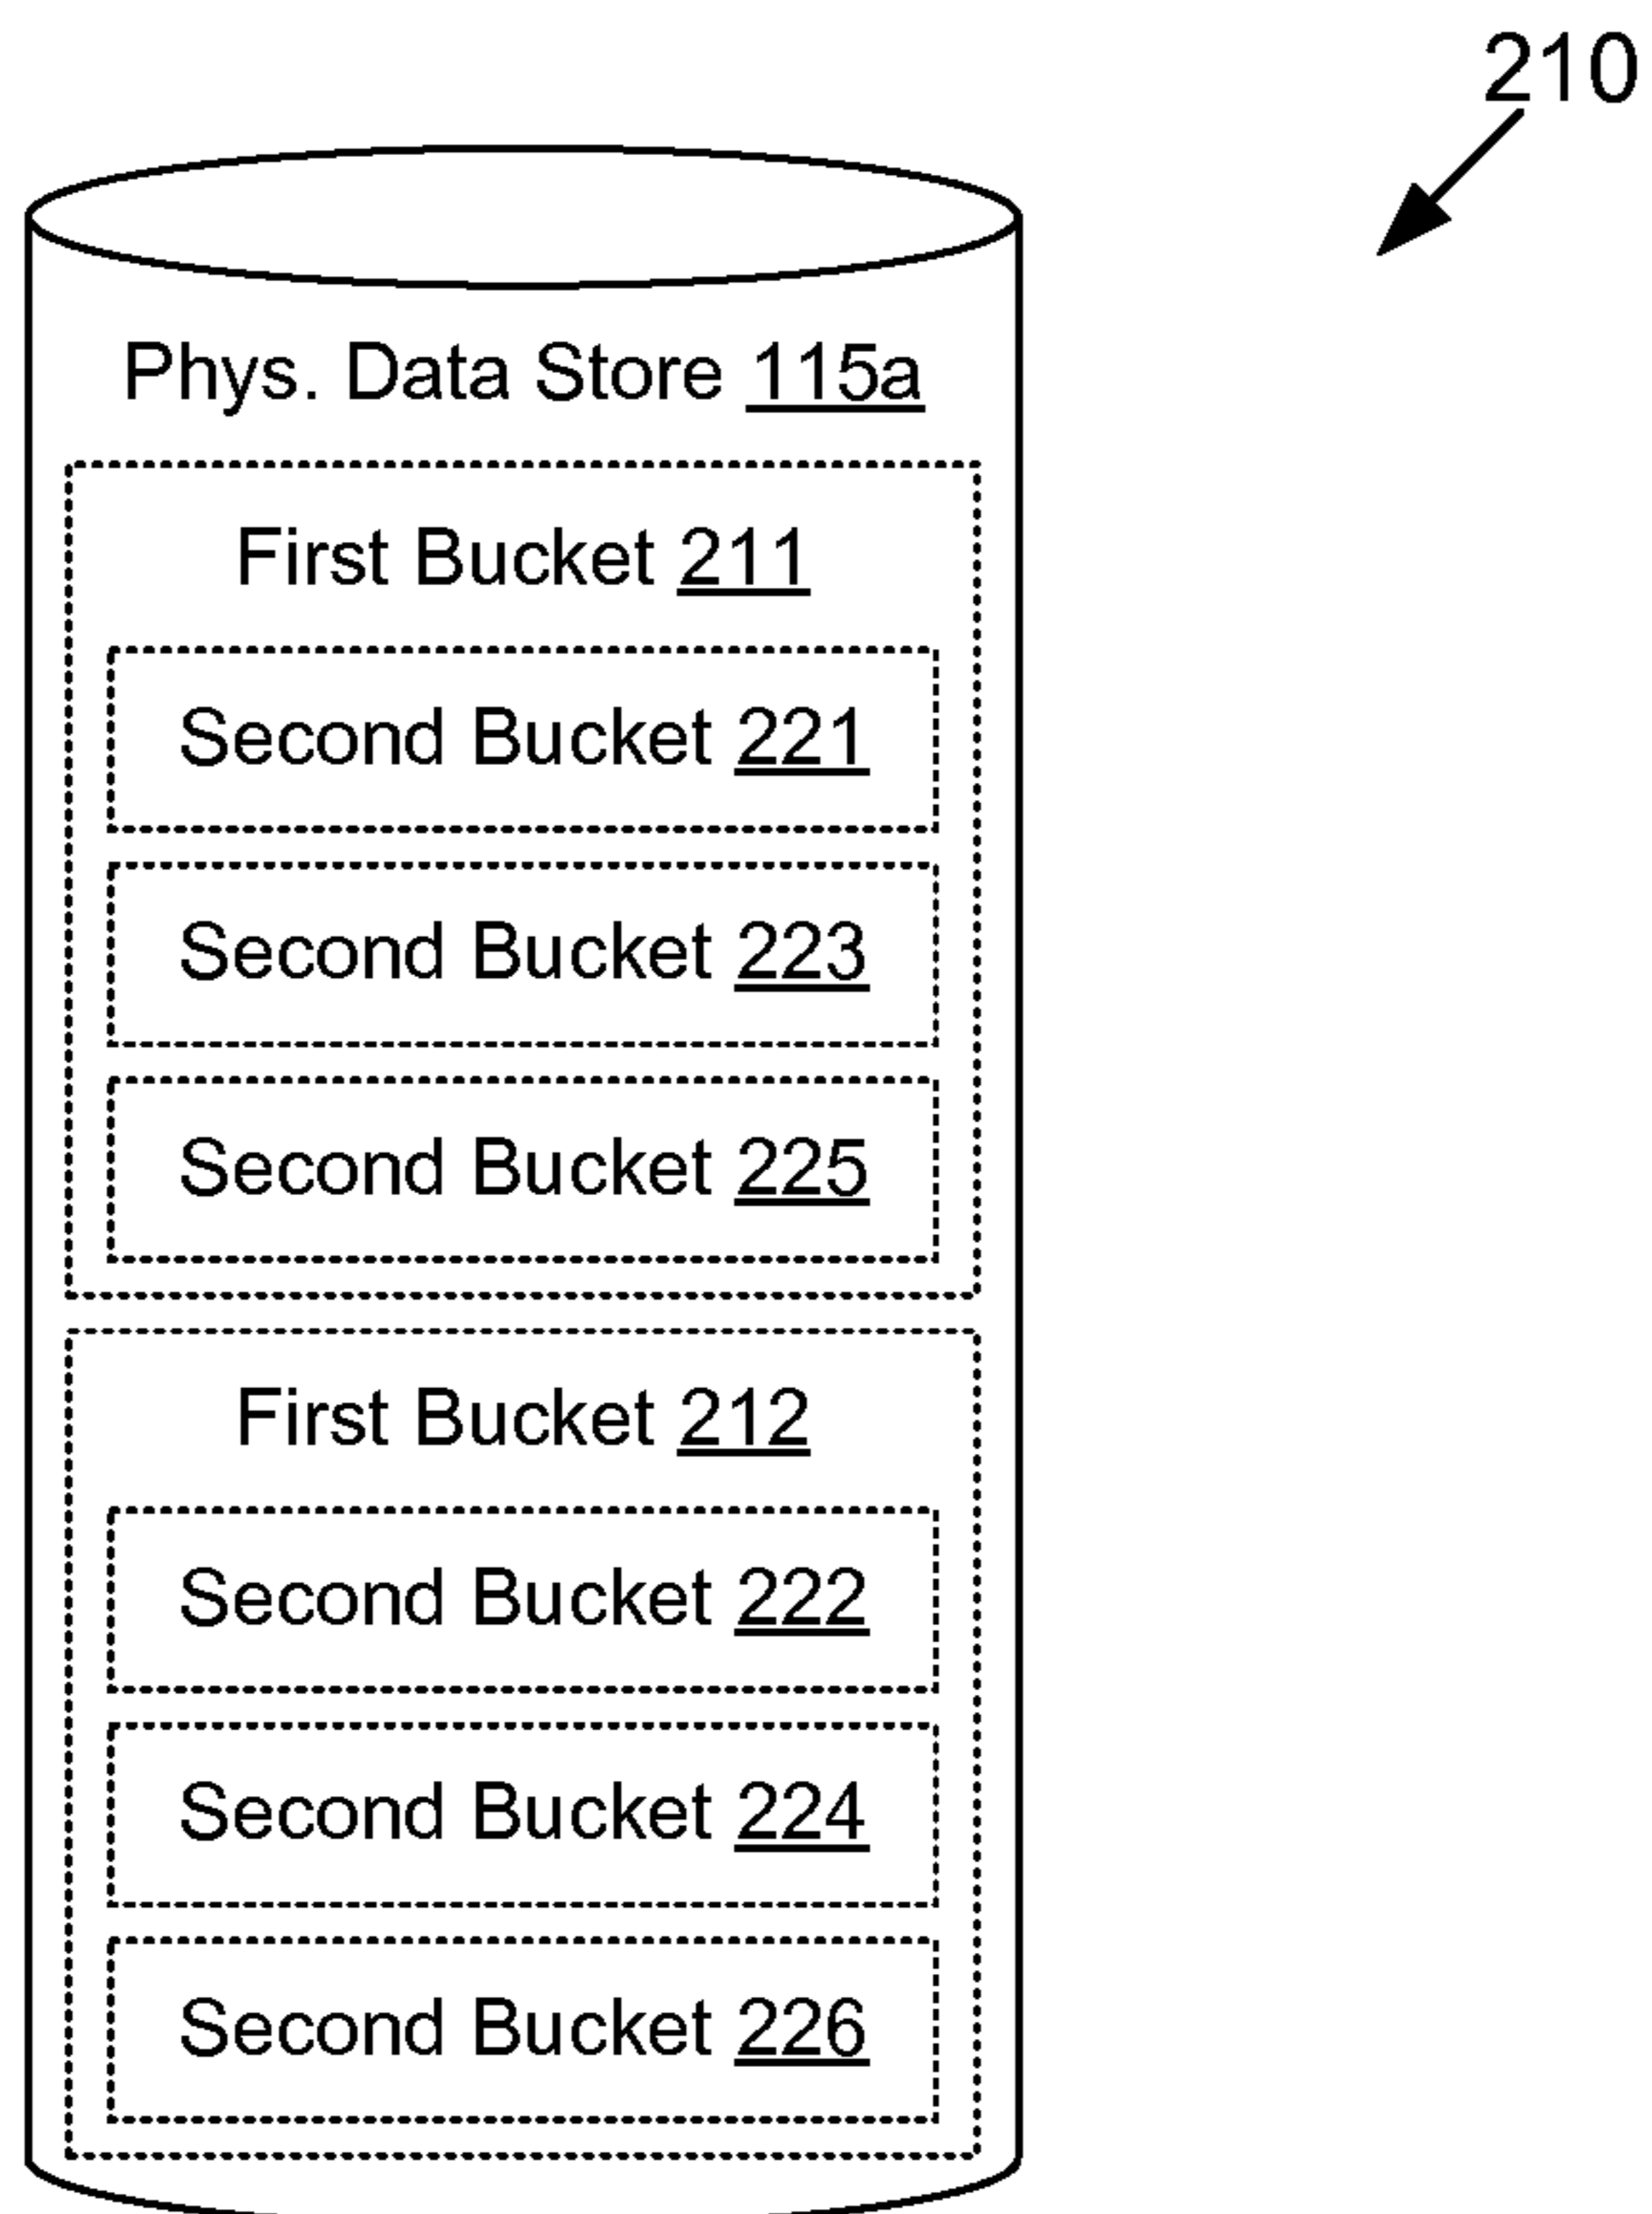 210
Phys. Data Store 115a
First Bucket 211
Second Bucket 221
Second Bucket 223
Second Bucket 225
First Bucket 212
Second Bucket 222
Second Bucket 224
Second Bucket 226